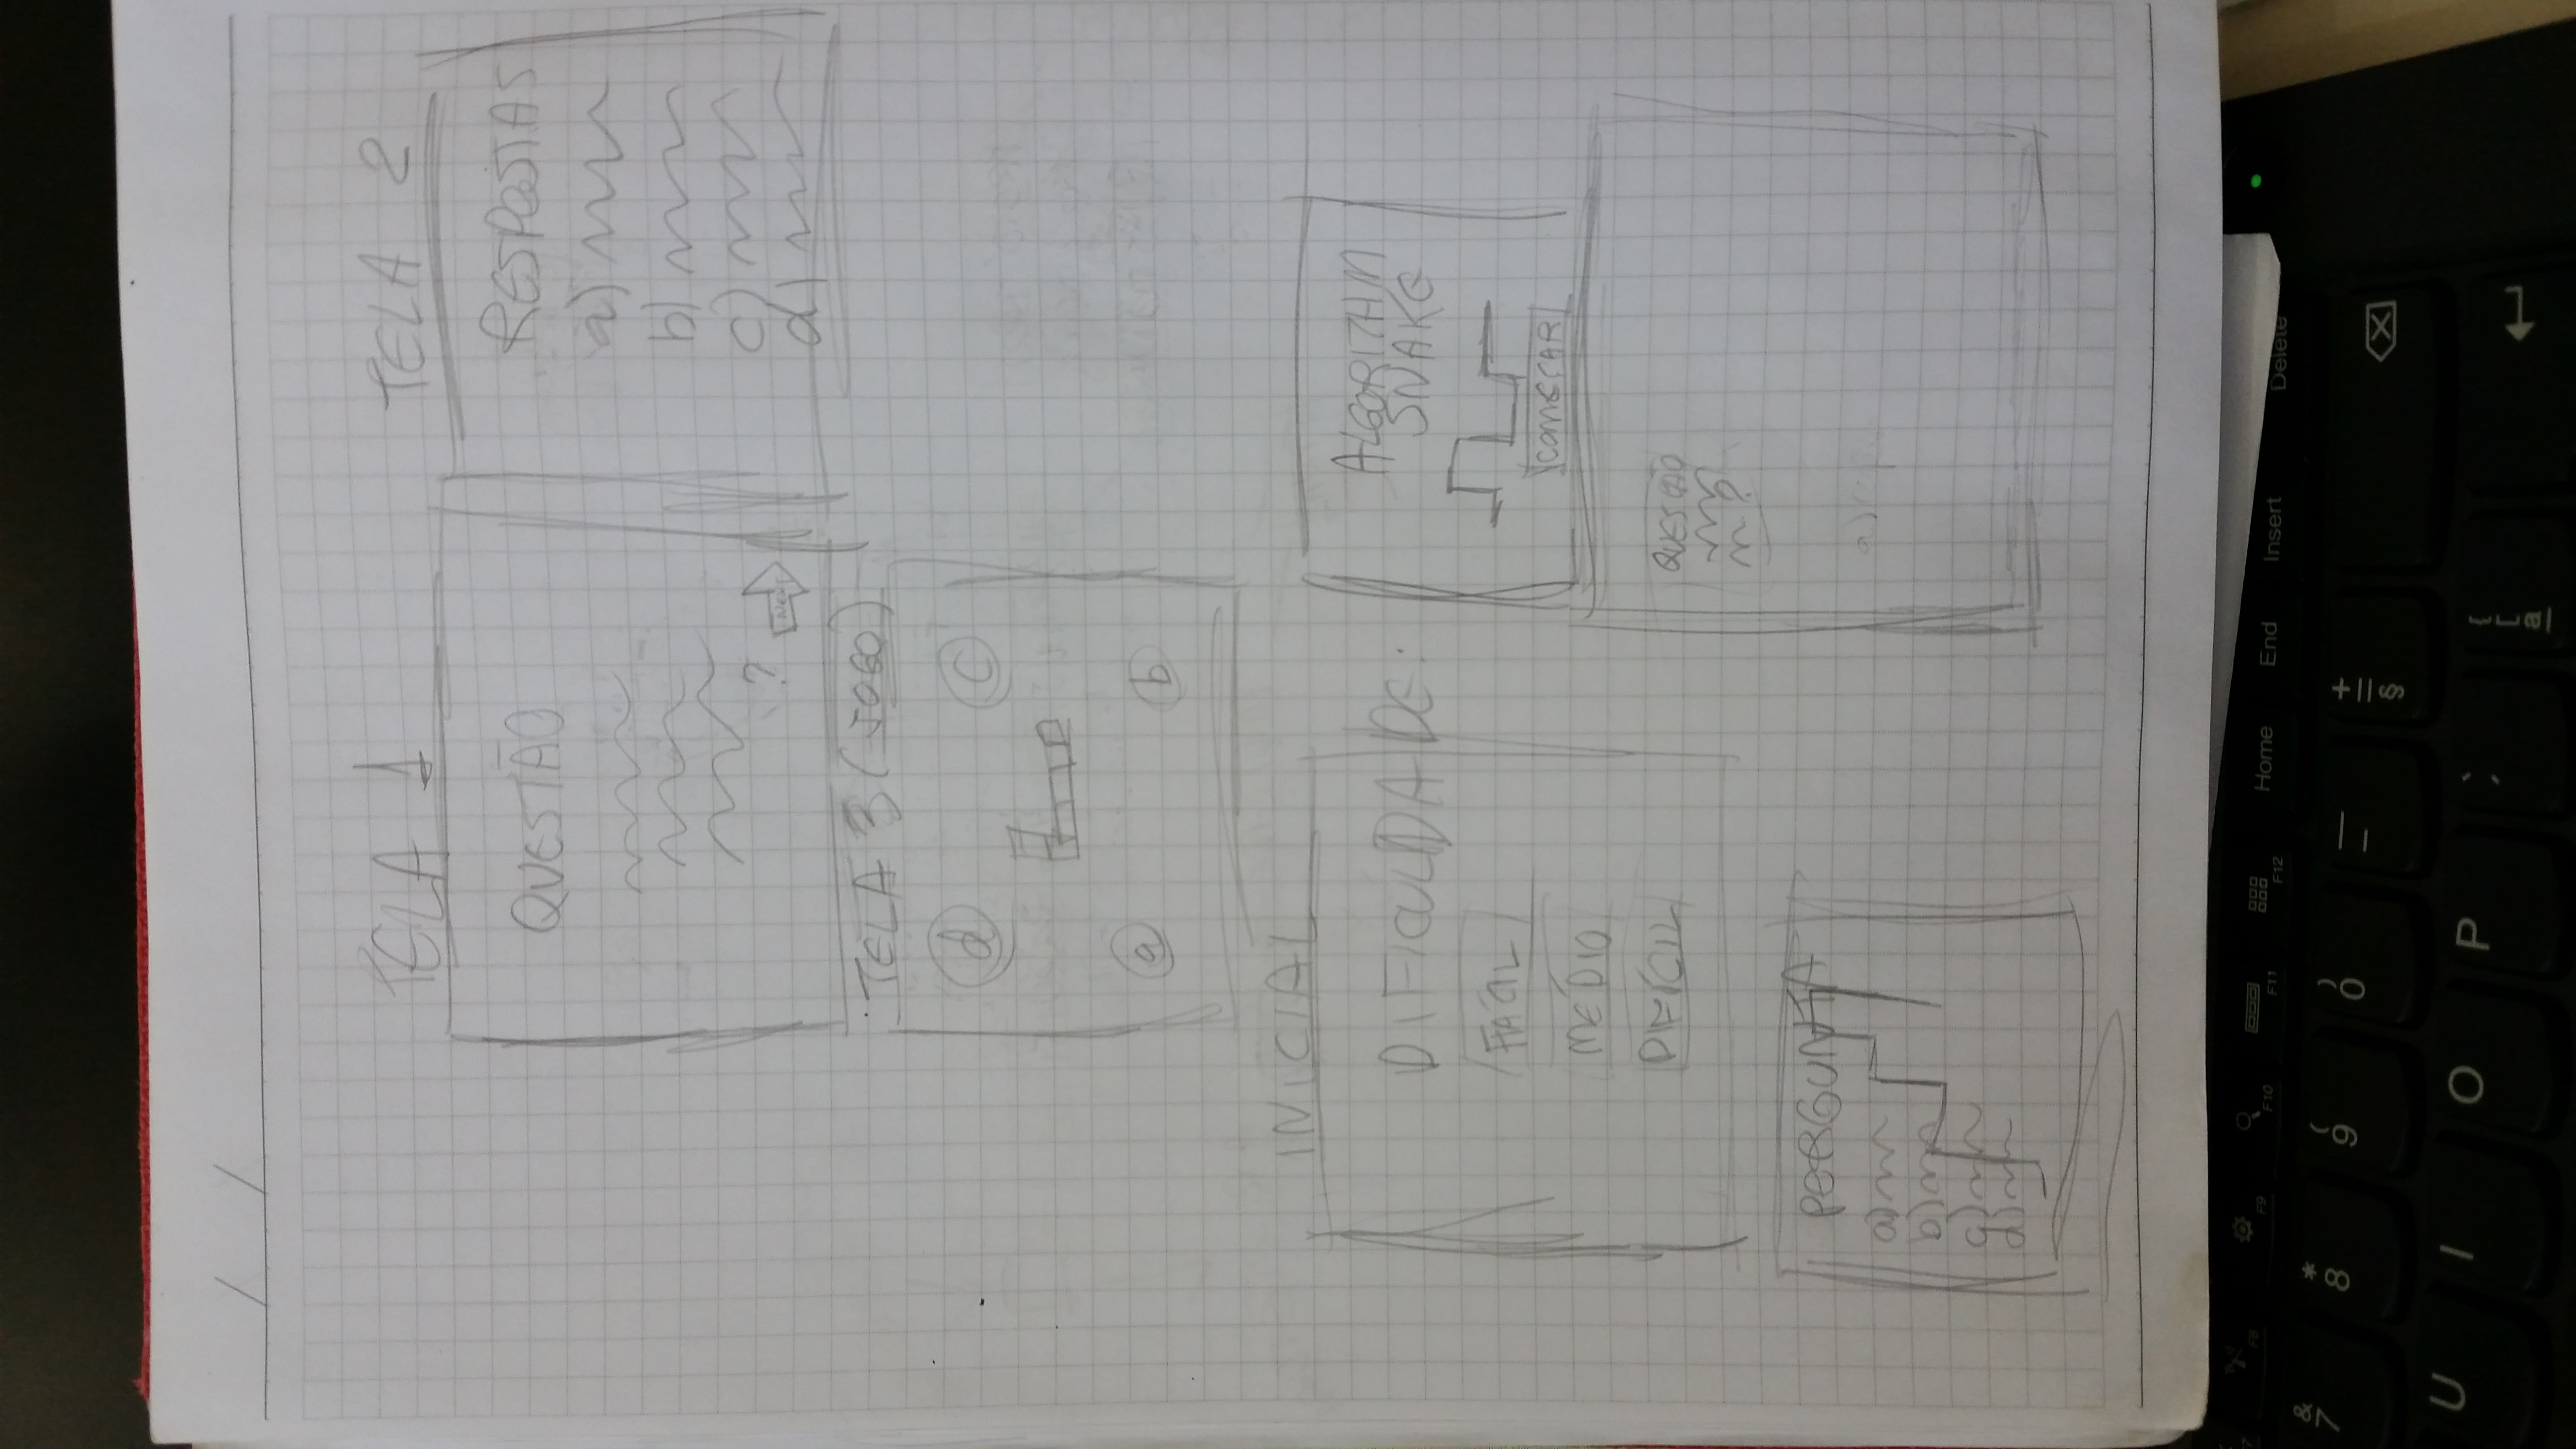 / /
TELA 1
TELA 2
QUESTÃO
?
NEXT
RESPOSTAS
a)
b)
c)
d)
TELA 3 (JOGO)
d
c
a
b
INICIAL
DIFICULDADE:
FÁCIL
MÉDIO
DIFÍCIL
ALGORITHM
SNAKE
COMEÇAR
QUESTÃO
?
a)
PERGUNTA
a)
b)
c)
d)
F8
F9
F10
F11
F12
Home
End
Insert
Delete
& 7
* 8
( 9
) 0
_ -
+ = §
U
I
O
P
{ [ ª